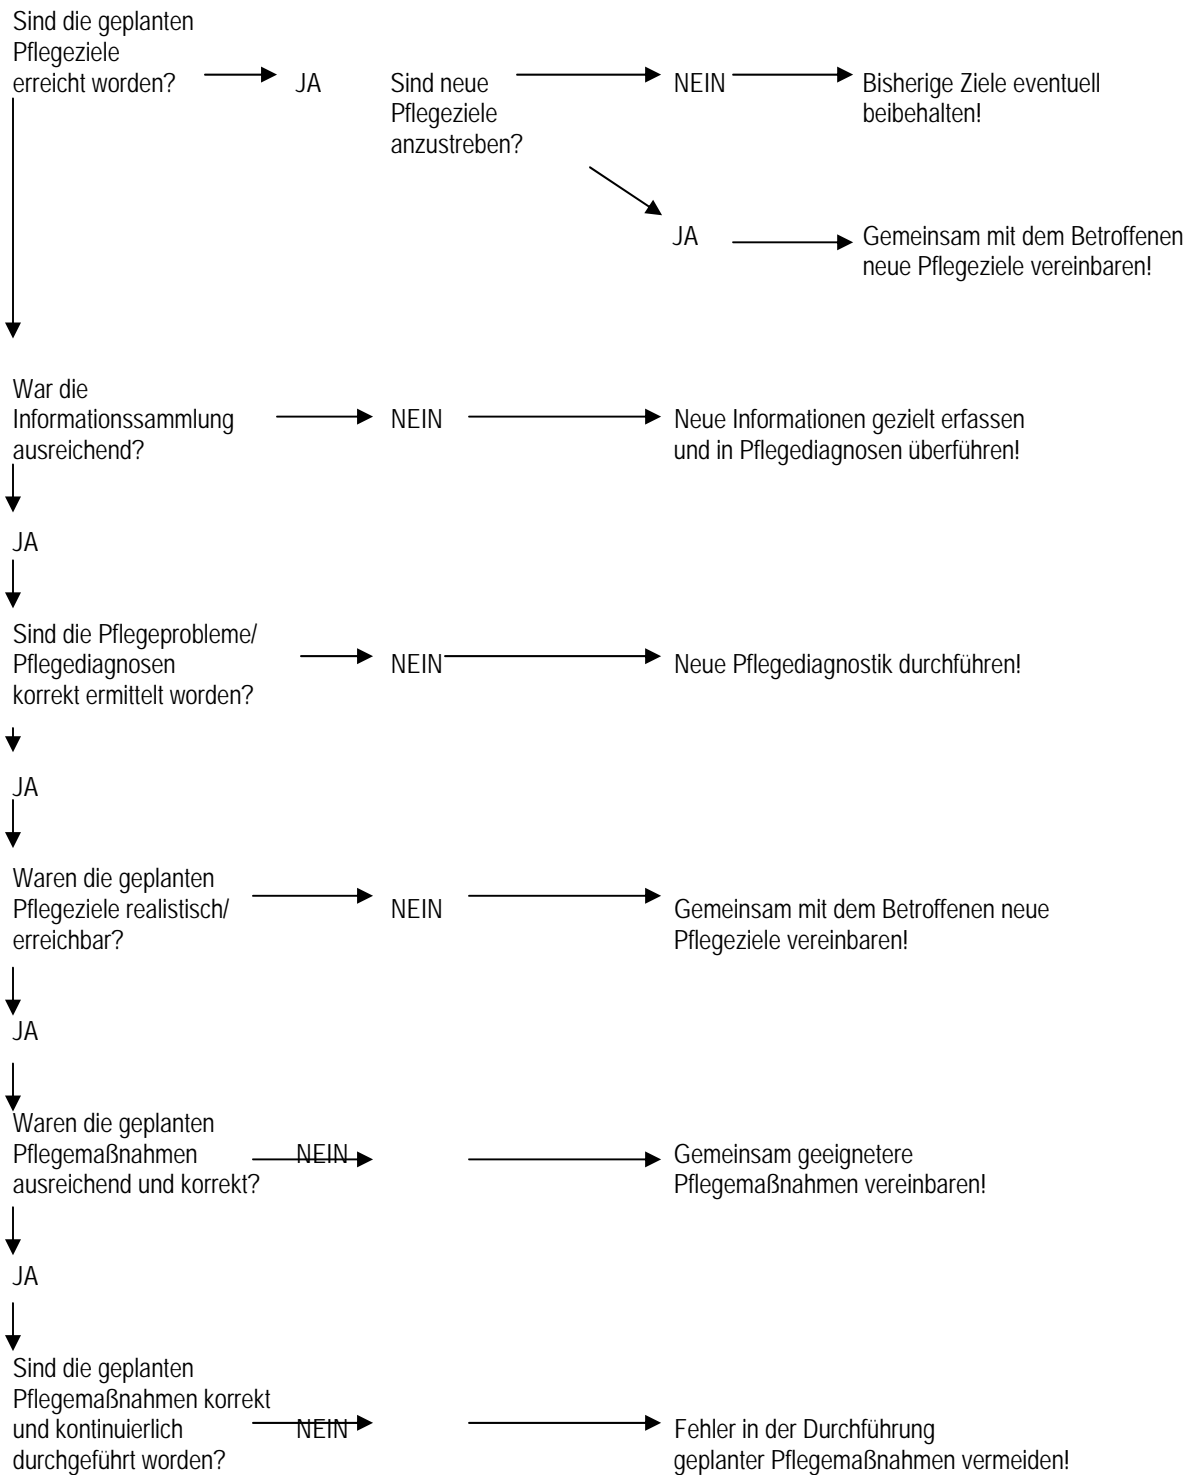 Sind die geplanten
Pflegeziele
erreicht worden?
JA
Sind neue
Pflegeziele
anzustreben?
NEIN
Bisherige Ziele eventuell
beibehalten!
JA
Gemeinsam mit dem Betroffenen
neue Pflegeziele vereinbaren!
War die
Informationssammlung
ausreichend?
NEIN
Neue Informationen gezielt erfassen
und in Pflegediagnosen überführen!
JA
Sind die Pflegeprobleme/
Pflegediagnosen
korrekt ermittelt worden?
NEIN
Neue Pflegediagnostik durchführen!
JA
Waren die geplanten
Pflegeziele realistisch/
erreichbar?
NEIN
Gemeinsam mit dem Betroffenen neue
Pflegeziele vereinbaren!
JA
Waren die geplanten
Pflegemaßnahmen
ausreichend und korrekt?
NEIN
Gemeinsam geeignetere
Pflegemaßnahmen vereinbaren!
JA
Sind die geplanten
Pflegemaßnahmen korrekt
und kontinuierlich
durchgeführt worden?
NEIN
Fehler in der Durchführung
geplanter Pflegemaßnahmen vermeiden!